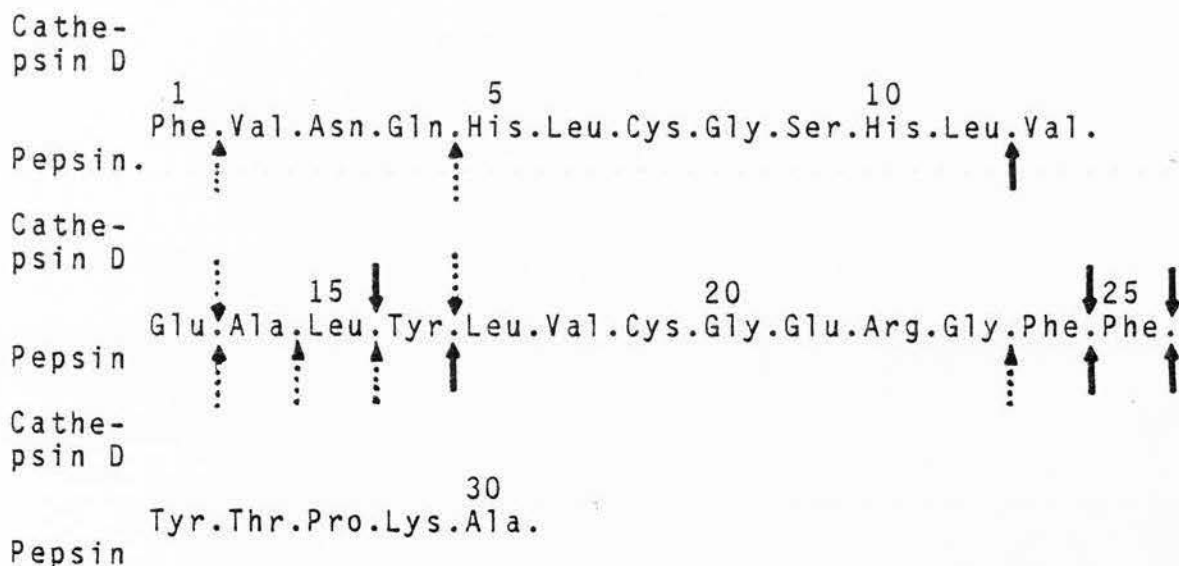 Cathe-
psin D
1 5 10
Phe.Val.Asn.Gln.His.Leu.Cys.Gly.Ser.His.Leu.Val.
Pepsin.
Cathe-
psin D
15 20 25
Glu.Ala.Leu.Tyr.Leu.Val.Cys.Gly.Glu.Arg.Gly.Phe.Phe.
Pepsin
Cathe-
psin D
30
Tyr.Thr.Pro.Lys.Ala.
Pepsin